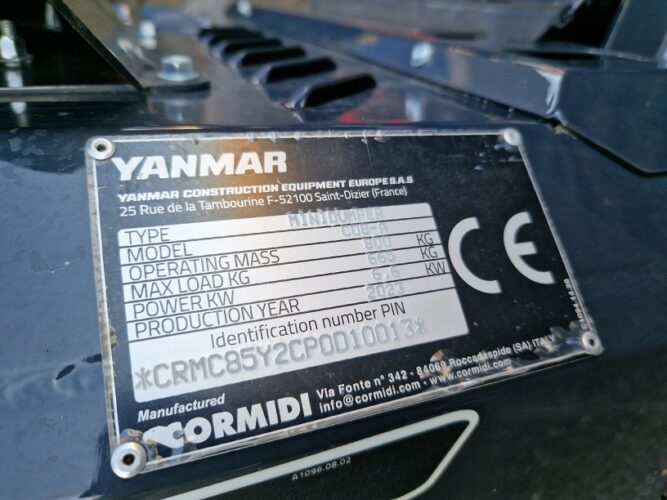 YANMAR
YANMAR CONSTRUCTION EQUIPMENT EUROPE S.A.S
25 Rue de la Tambourine F-52100 Saint-Dizier (France)
TYPE MINIDUMPER
MODEL C08-A
OPERATING MASS 800 KG
MAX LOAD KG 665 KG
POWER KW 6,6 KW
PRODUCTION YEAR 2023
Identification number PIN
*CRMC85Y2CP0D10013*
CE
Manufactured
CORMIDI
Via Fonte n° 342 - 84069 Roccadaspide (SA) ITALY
info@cormidi.com - www.cormidi.com
A1096.08.02